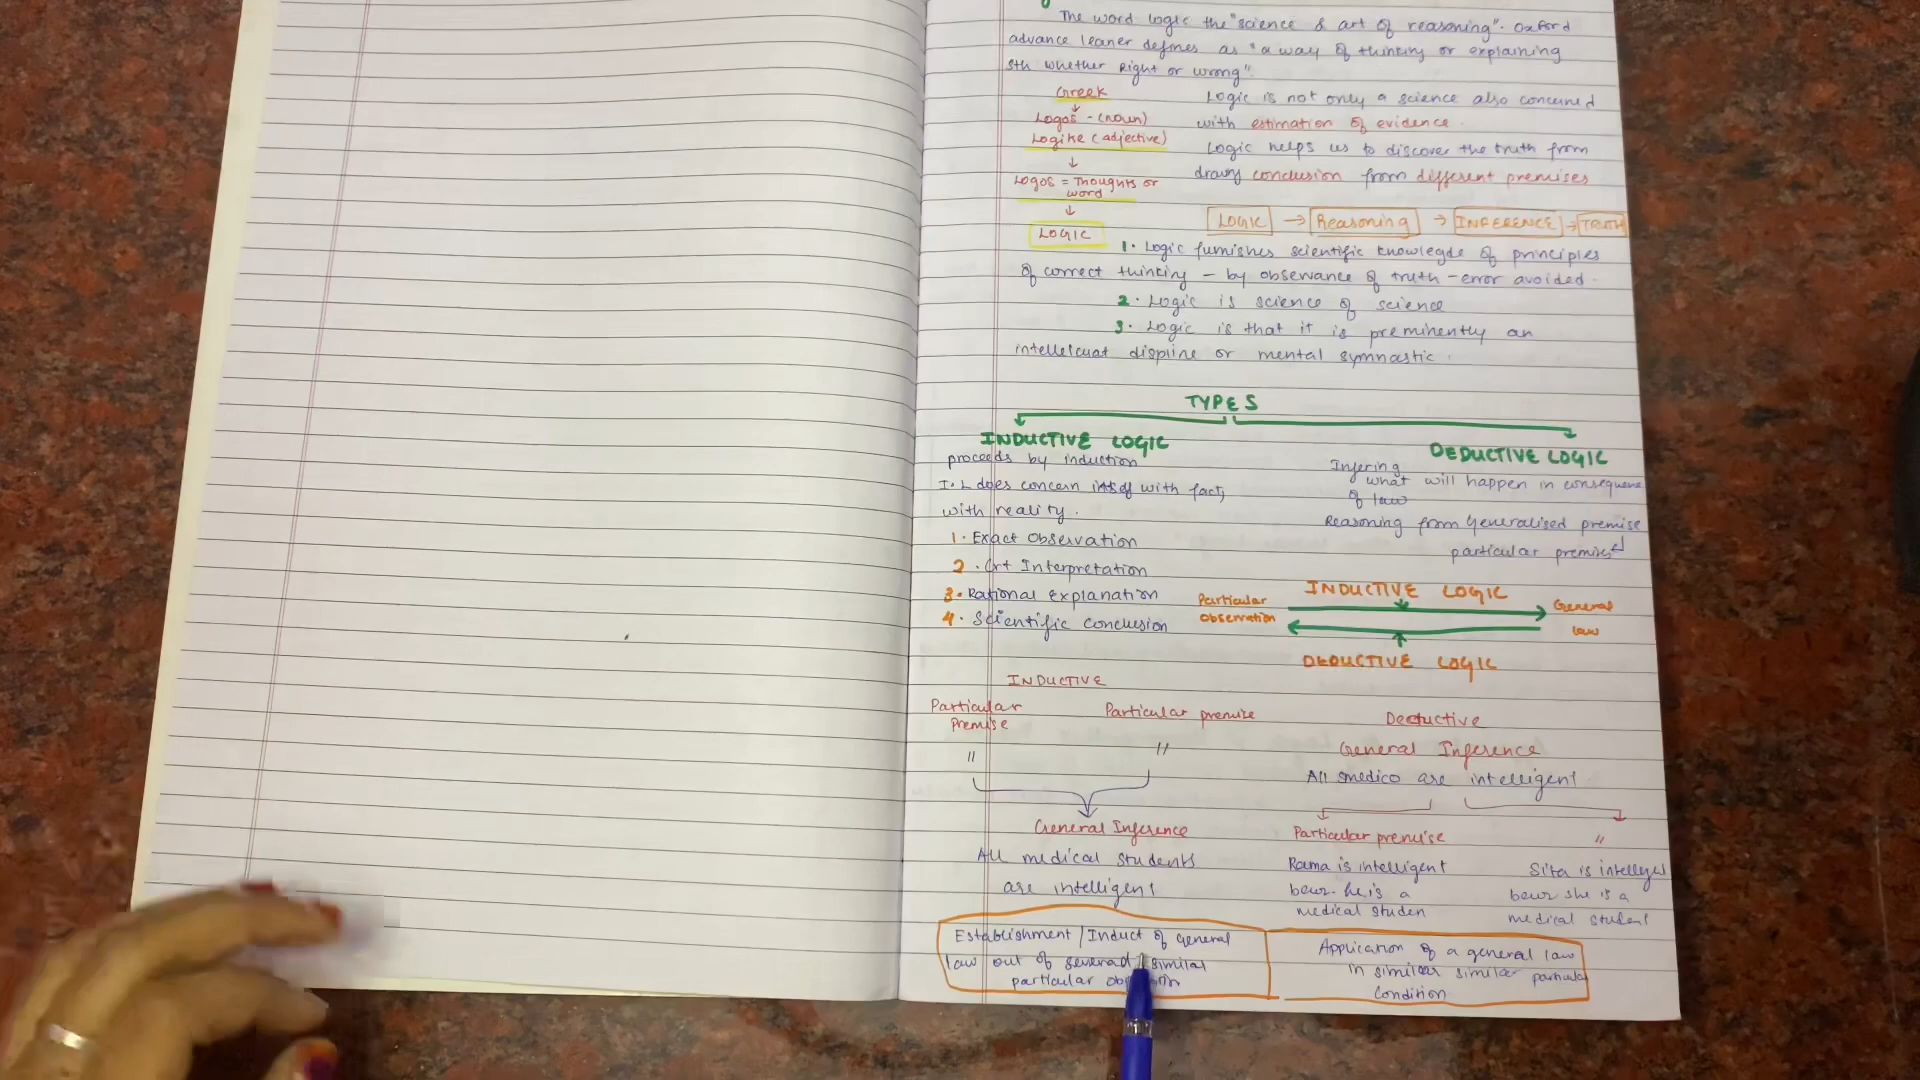 The word logic the "science & art of reasoning". Oxford
advance leaner defines as "a way of thinking or explaining
sth whether Right or wrong"
Greek
↓
Logos - (noun)
Logike (adjective)
↓
Logos = Thoughts or
word
↓
LOGIC
Logic is not only a science also concerned
with estimation of evidence.
Logic helps us to discover the truth from
drawg conclusion from different premises
LOGIC → Reasoning → INFERENCE → TRUTH
1. Logic furnishes scientific knowlegde of principles
of correct thinking - by observance of truth - error avoided.
2. Logic is science of science
3. Logic is that it is preminently an
mental symnastic.
TYPES
INDUCTIVE LOGIC
proceeds by induction
I.L does concern itself with fact,
with reality.
1. Exact Observation
2. Crt Interpretation
3. Rational Explanation
4. Scientific conclusion
DEDUCTIVE LOGIC
Infering
what will happen in consequence
of law
Reasoning from Generalised premise
particular premise
INDUCTIVE LOGIC
Particular
observation
General
law
DEDUCTIVE LOGIC
INDUCTIVE
Particular
Premise
Particular premise
"
"
General Inference
All medical students
are intelligent
Deductive
General Inference
All medico are intelligent
Particular premise
"
Rama is intelligent
becuz he is a
medical studen
Sita is
becuz she is a
medical student
Establishment / Induct of General
law out of several similar
particular
Application of a general law
in similar similar particular
Condition